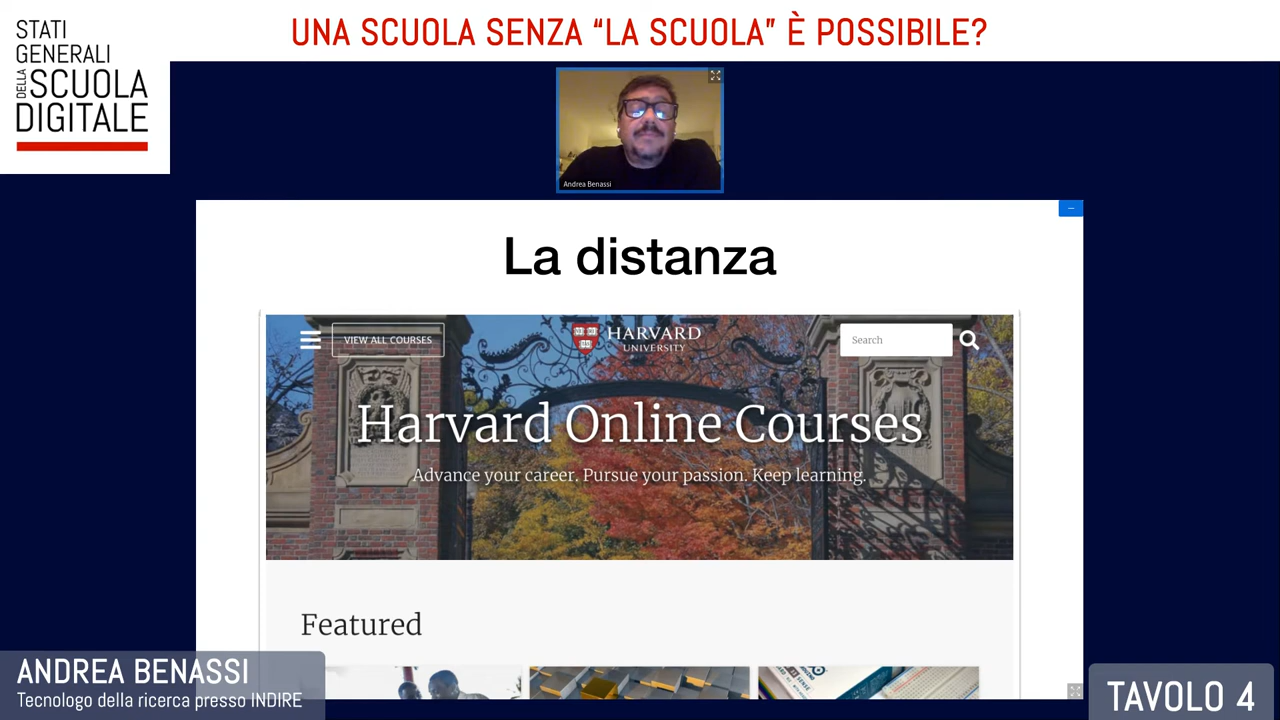 STATI
GENERALI
DELLA SCUOLA
DIGITALE
UNA SCUOLA SENZA “LA SCUOLA” È POSSIBILE?
Andrea Benassi
La distanza
VIEW ALL COURSES
HARVARD
UNIVERSITY
Search
Harvard Online Courses
Advance your career. Pursue your passion. Keep learning.
Featured
ANDREA BENASSI
Tecnologo della ricerca presso INDIRE
TAVOLO 4